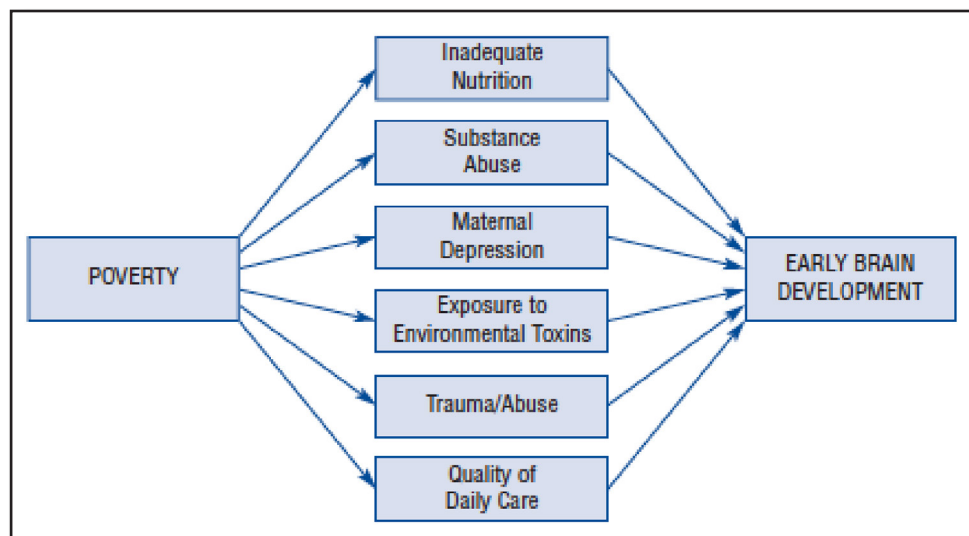 Inadequate
Nutrition
Substance
Abuse
Maternal
Depression
POVERTY
EARLY BRAIN
DEVELOPMENT
Exposure to
Environmental Toxins
Trauma/Abuse
Quality of
Daily Care